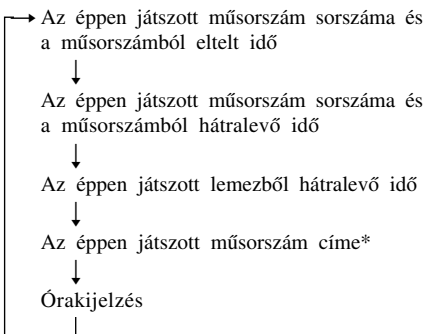 Az éppen játszott műsorszám sorszáma és
a műsorszámból eltelt idő
Az éppen játszott műsorszám sorszáma és
a műsorszámból hátralevő idő
Az éppen játszott lemezből hátralevő idő
Az éppen játszott műsorszám címe*
Órakijelzés